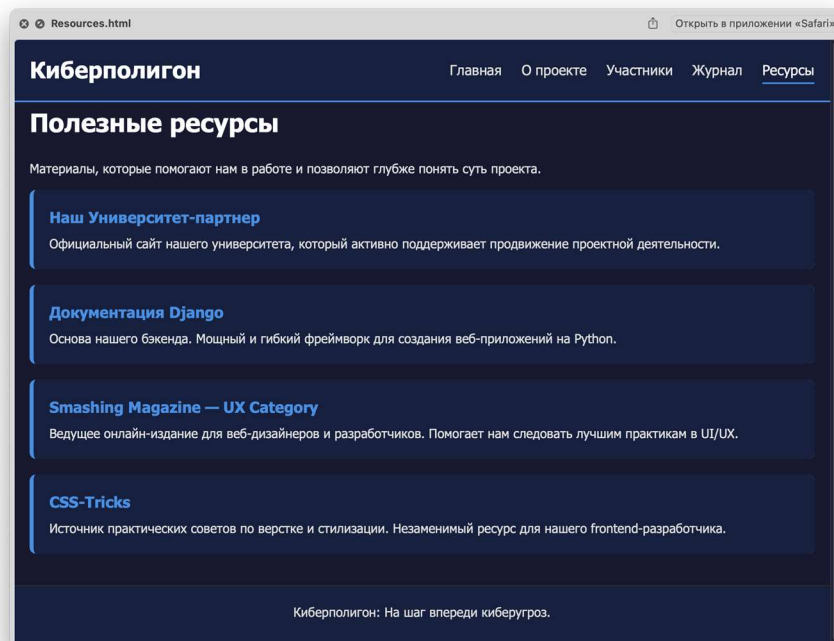 Resources.html
Открыть в приложении «Safari»
Киберполигон
Главная О проекте Участники Журнал Ресурсы
Полезные ресурсы
Материалы, которые помогают нам в работе и позволяют глубже понять суть проекта.
Наш Университет-партнер
Официальный сайт нашего университета, который активно поддерживает продвижение проектной деятельности.
Документация Django
Основа нашего бэкенда. Мощный и гибкий фреймворк для создания веб-приложений на Python.
Smashing Magazine — UX Category
Ведущее онлайн-издание для веб-дизайнеров и разработчиков. Помогает нам следовать лучшим практикам в UI/UX.
CSS-Tricks
Источник практических советов по верстке и стилизации. Незаменимый ресурс для нашего frontend-разработчика.
Киберполигон: На шаг впереди киберугроз.